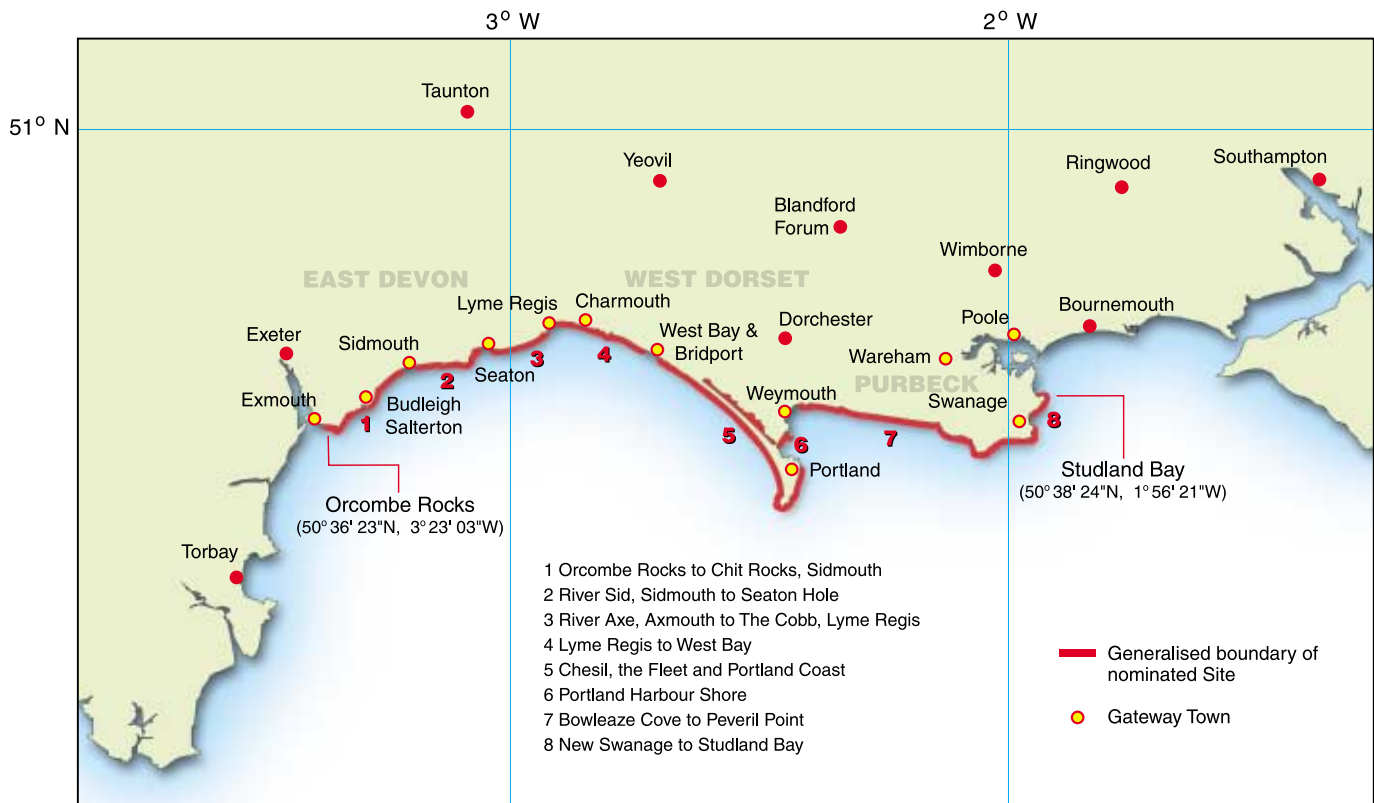 3° W
2° W
51° N
Taunton
Yeovil
Ringwood
Southampton
Blandford
Forum
Wimborne
EAST DEVON
WEST DORSET
Lyme Regis
Charmouth
Bournemouth
Exeter
Sidmouth
West Bay &
Bridport
Dorchester
Poole
Wareham
Seaton
PURBECK
Exmouth
Budleigh
Salterton
Weymouth
Swanage
Portland
1
2
3
4
5
6
7
8
Orcombe Rocks
(50° 36' 23"N, 3° 23' 03"W)
Studland Bay
(50° 38' 24"N, 1° 56' 21"W)
Torbay
1 Orcombe Rocks to Chit Rocks, Sidmouth
2 River Sid, Sidmouth to Seaton Hole
3 River Axe, Axmouth to The Cobb, Lyme Regis
4 Lyme Regis to West Bay
5 Chesil, the Fleet and Portland Coast
6 Portland Harbour Shore
7 Bowleaze Cove to Peveril Point
8 New Swanage to Studland Bay
Generalised boundary of
nominated Site
Gateway Town